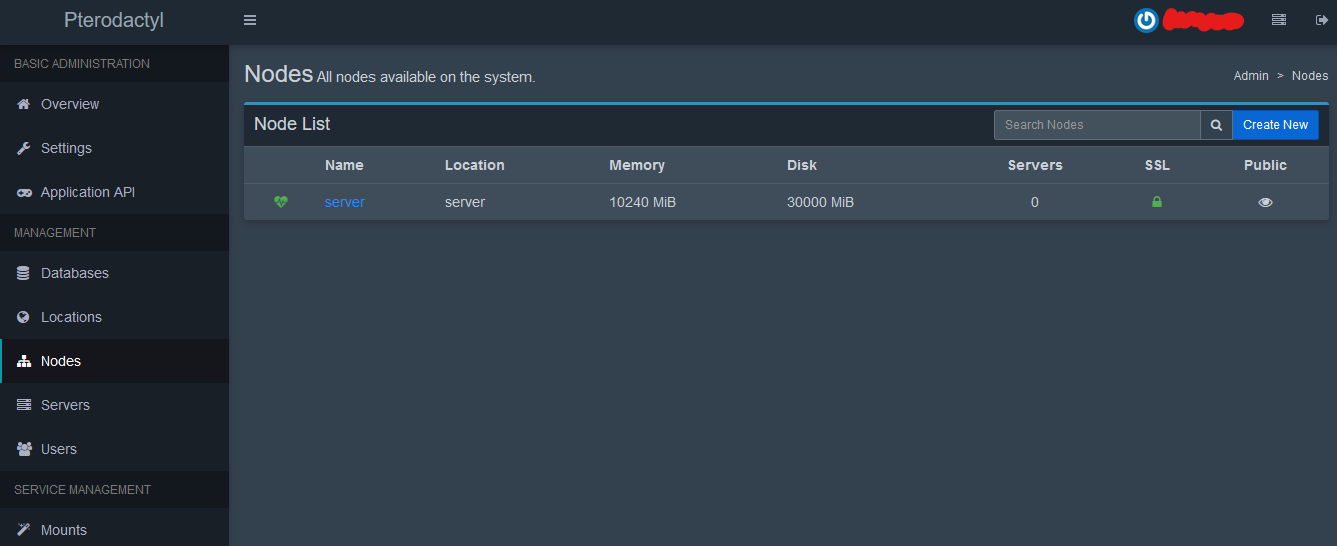 Pterodactyl
BASIC ADMINISTRATION
Overview
Settings
Application API
MANAGEMENT
Databases
Locations
Nodes
Servers
Users
SERVICE MANAGEMENT
Mounts
Nodes All nodes available on the system.
Admin > Nodes
Node List
Search Nodes
Create New
Name Location Memory Disk Servers SSL Public
server server 10240 MiB 30000 MiB 0